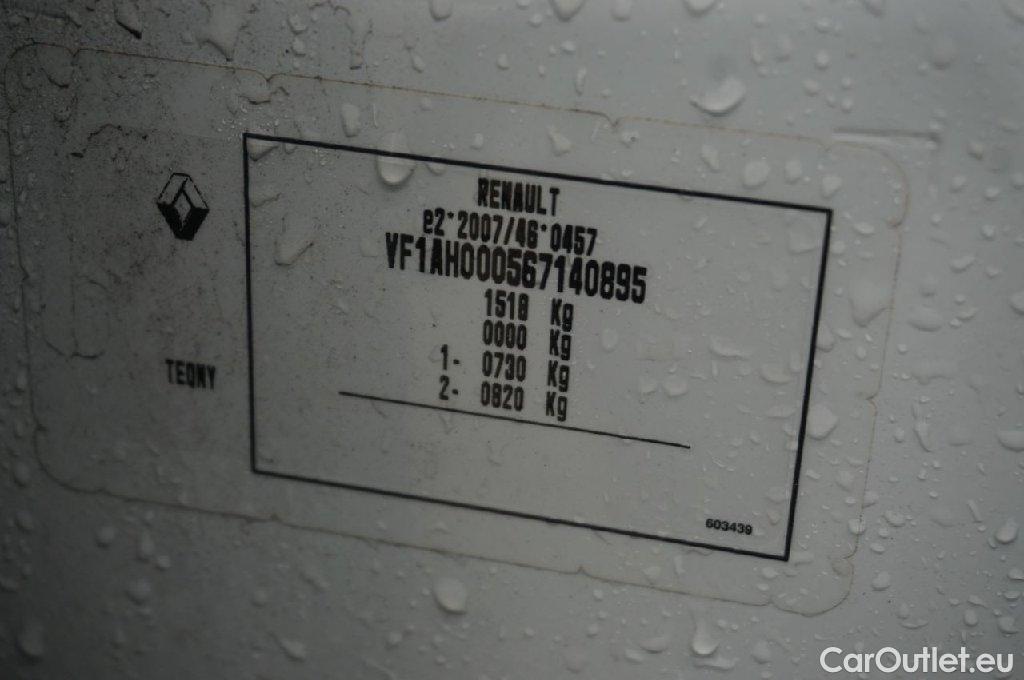 RENAULT
e2*2007/46*0457
VF1AH000567140895
1518 Kg
0000 Kg
1- 0730 Kg
2- 0820 Kg
TEQNY
603439
CarOutlet.eu